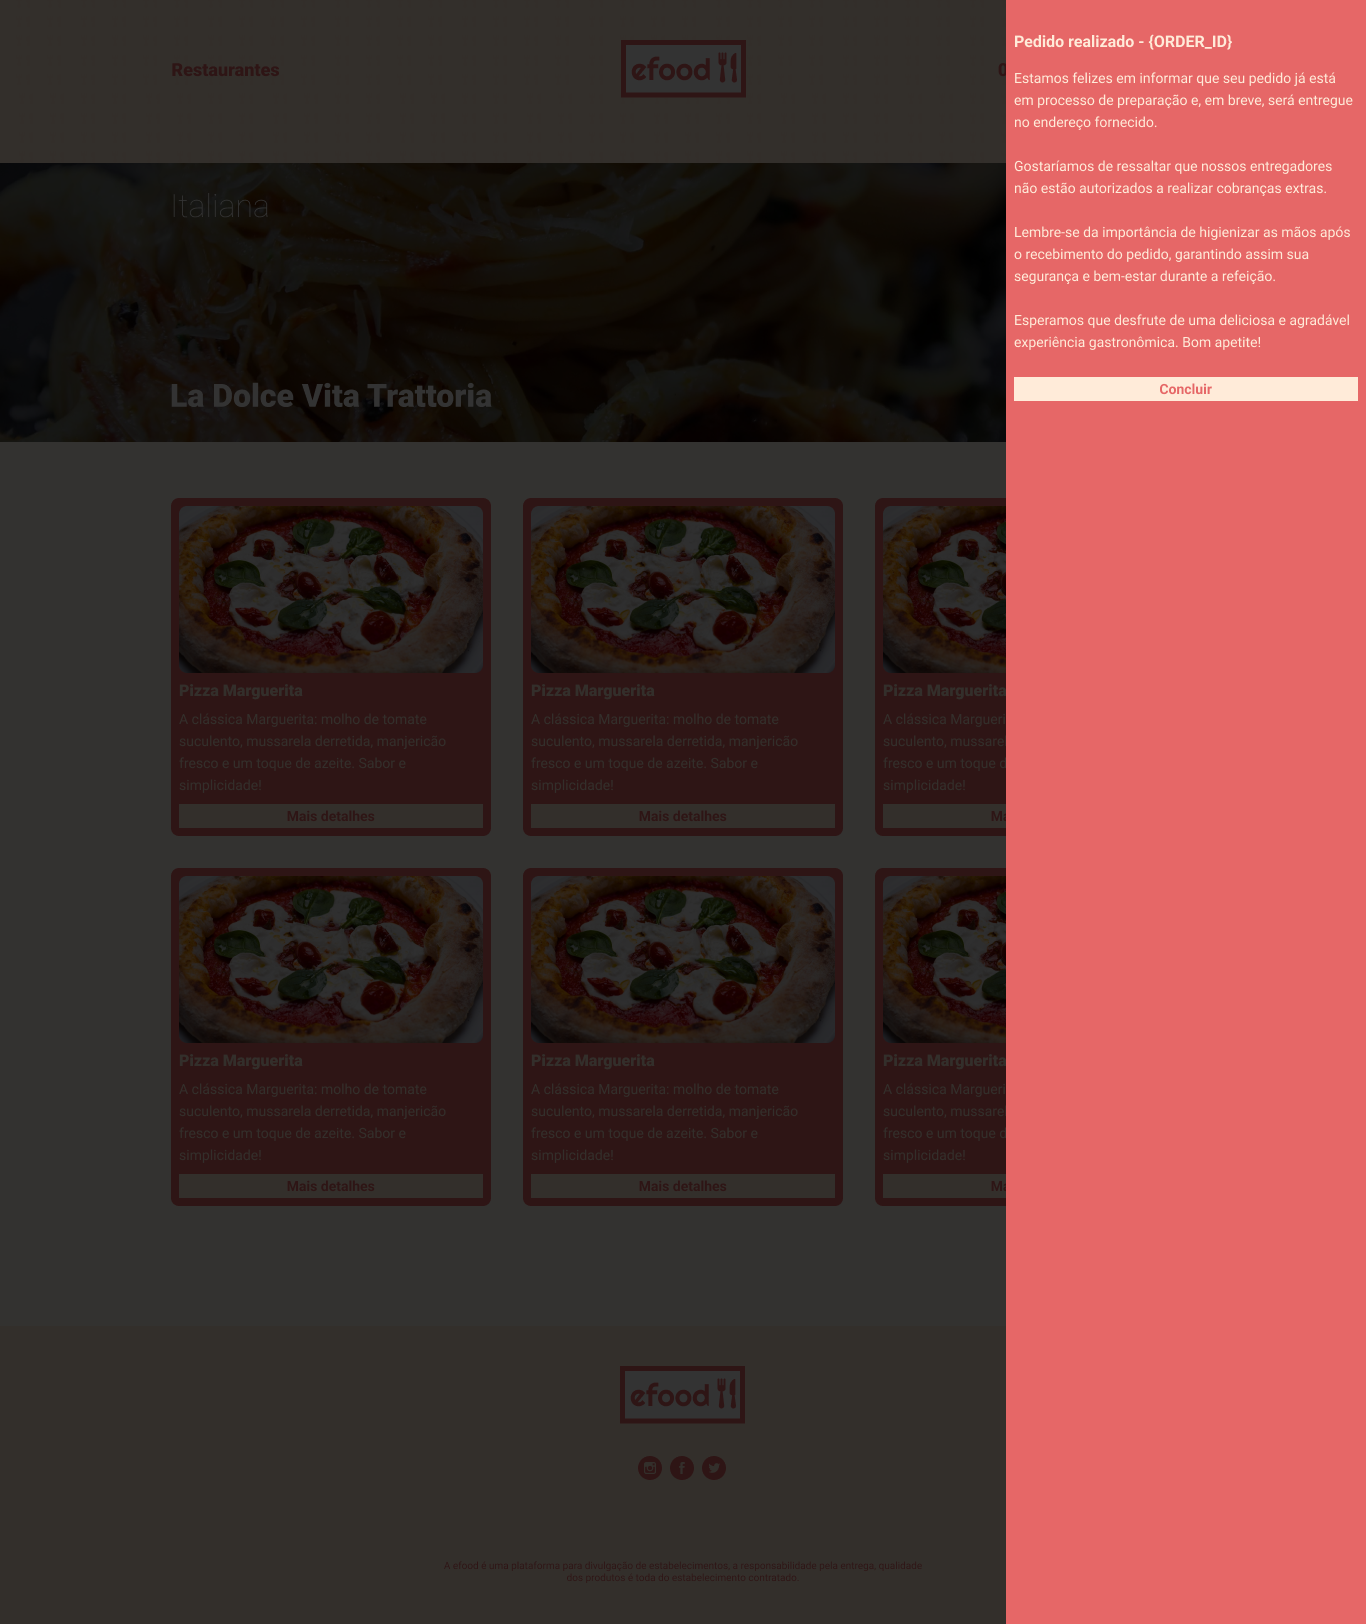 Restaurantes
efood
0
Italiana
La Dolce Vita Trattoria
Pizza Marguerita
A clássica Marguerita: molho de tomate
suculento, mussarela derretida, manjericão
fresco e um toque de azeite. Sabor e
simplicidade!
Mais detalhes
Pizza Marguerita
A clássica Marguerita: molho de tomate
suculento, mussarela derretida, manjericão
fresco e um toque de azeite. Sabor e
simplicidade!
Mais detalhes
Pizza Marguerita
A clássica Margueri
suculento, mussare
fresco e um toque d
simplicidade!
Ma
Pizza Marguerita
A clássica Marguerita: molho de tomate
suculento, mussarela derretida, manjericão
fresco e um toque de azeite. Sabor e
simplicidade!
Mais detalhes
Pizza Marguerita
A clássica Marguerita: molho de tomate
suculento, mussarela derretida, manjericão
fresco e um toque de azeite. Sabor e
simplicidade!
Mais detalhes
Pizza Marguerita
A clássica Margueri
suculento, mussare
fresco e um toque d
simplicidade!
Ma
efood
A efood é uma plataforma para divulgação de estabelecimentos, a responsabilidade pela entrega, qualidade
dos produtos é toda do estabelecimento contratado.
Pedido realizado - {ORDER_ID}
Estamos felizes em informar que seu pedido já está
em processo de preparação e, em breve, será entregue
no endereço fornecido.
Gostaríamos de ressaltar que nossos entregadores
não estão autorizados a realizar cobranças extras.
Lembre-se da importância de higienizar as mãos após
o recebimento do pedido, garantindo assim sua
segurança e bem-estar durante a refeição.
Esperamos que desfrute de uma deliciosa e agradável
experiência gastronômica. Bom apetite!
Concluir